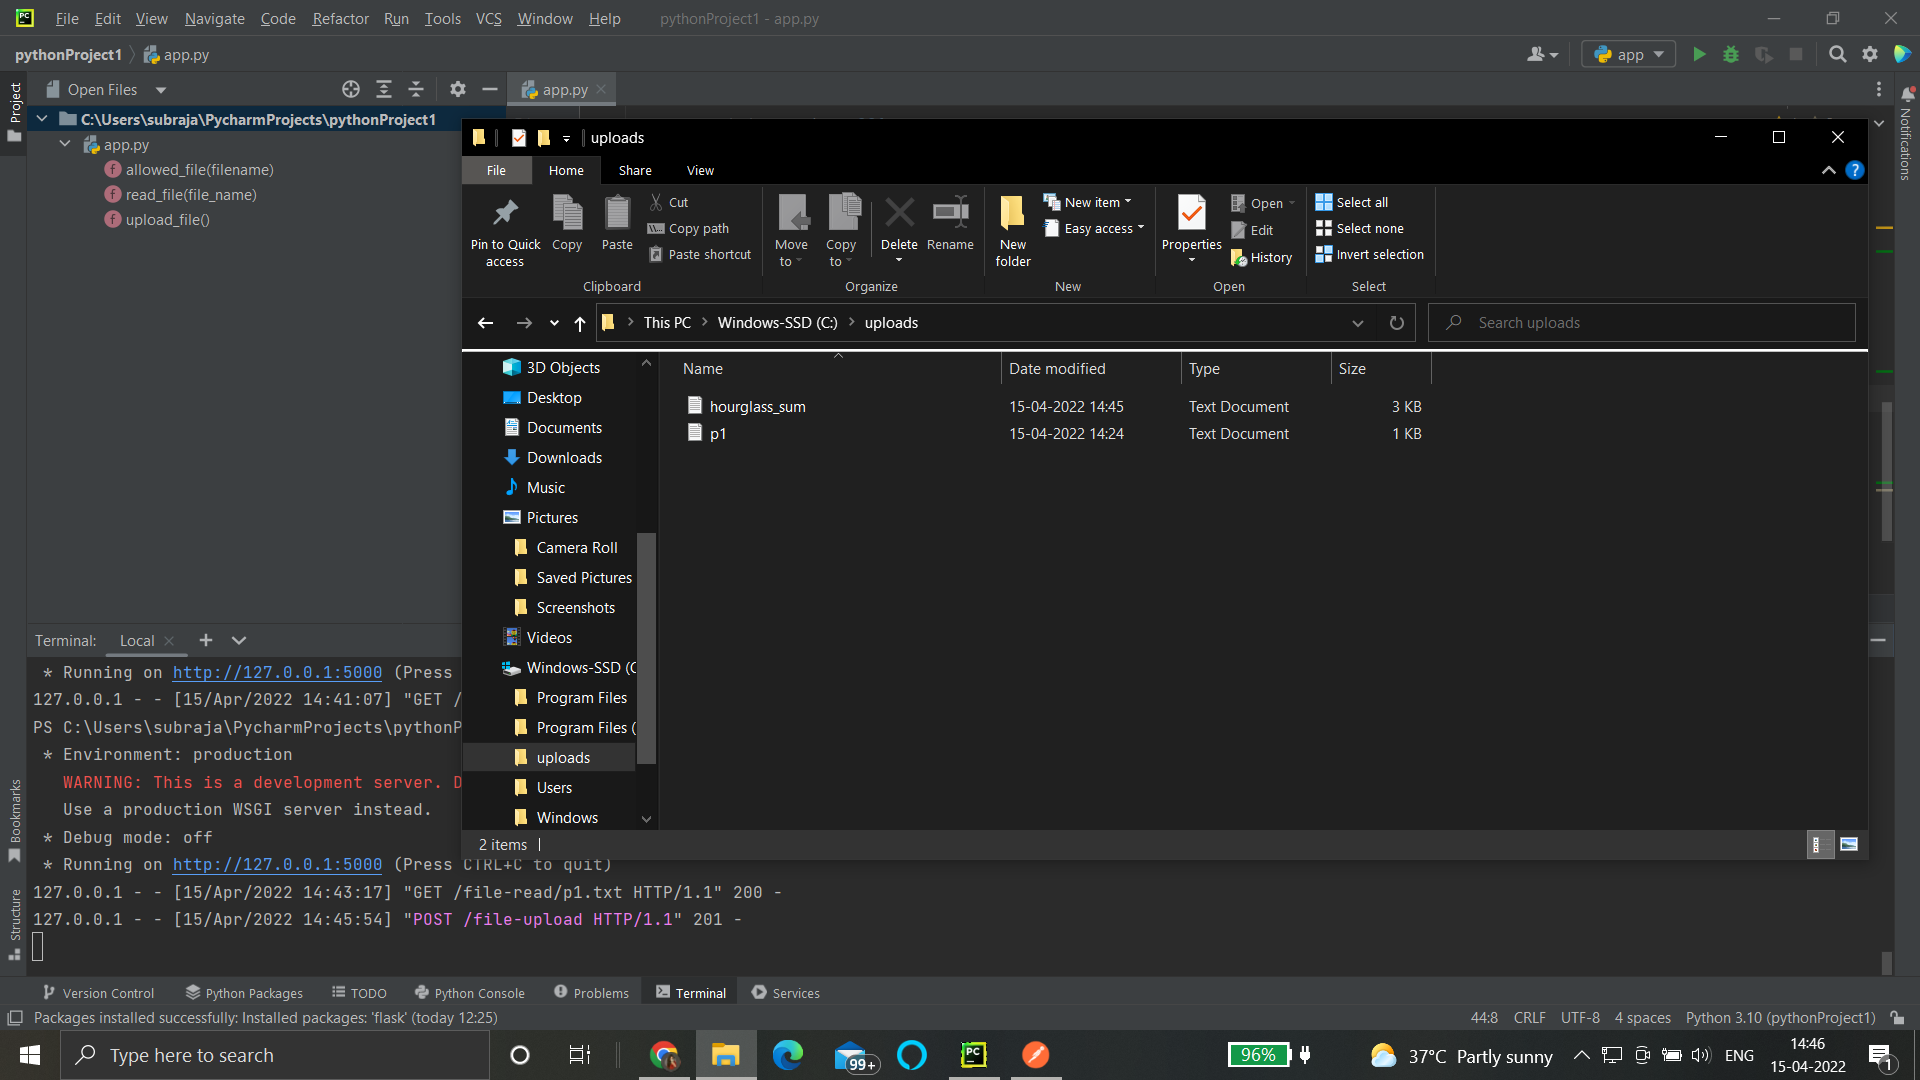 PC File Edit View Navigate Code Refactor Run Tools VCS Window Help pythonProject1 - app.py
pythonProject1 app.py
app
Project
Open Files
app.py
Notifications
C:\Users\subraja\PycharmProjects\pythonProject1
app.py
f allowed_file(filename)
f read_file(file_name)
f upload_file()
uploads
File Home Share View
?
Pin to Quick access
Copy
Paste
Cut
Copy path
Paste shortcut
Clipboard
Move to
Copy to
Delete
Rename
Organize
New folder
New item
Easy access
New
Properties
Open
Edit
History
Open
Select all
Select none
Invert selection
Select
This PC Windows-SSD (C:) uploads
Search uploads
3D Objects
Desktop
Documents
Downloads
Music
Pictures
Camera Roll
Saved Pictures
Screenshots
Videos
Windows-SSD (C
Program Files
Program Files (
uploads
Users
Windows
Name Date modified Type Size
hourglass_sum 15-04-2022 14:45 Text Document 3 KB
p1 15-04-2022 14:24 Text Document 1 KB
2 items
Terminal: Local
* Running on http://127.0.0.1:5000 (Press
127.0.0.1 - - [15/Apr/2022 14:41:07] "GET /
PS C:\Users\subraja\PycharmProjects\pythonP
* Environment: production
WARNING: This is a development server. D
Use a production WSGI server instead.
* Debug mode: off
* Running on http://127.0.0.1:5000 (Press CTRL+C to quit)
127.0.0.1 - - [15/Apr/2022 14:43:17] "GET /file-read/p1.txt HTTP/1.1" 200 -
127.0.0.1 - - [15/Apr/2022 14:45:54] "POST /file-upload HTTP/1.1" 201 -
Bookmarks
Structure
Version Control Python Packages TODO Python Console Problems Terminal Services
Packages installed successfully: Installed packages: 'flask' (today 12:25) 44:8 CRLF UTF-8 4 spaces Python 3.10 (pythonProject1)
Type here to search
99+
PC
96%
37°C Partly sunny
ENG
14:46
15-04-2022
1